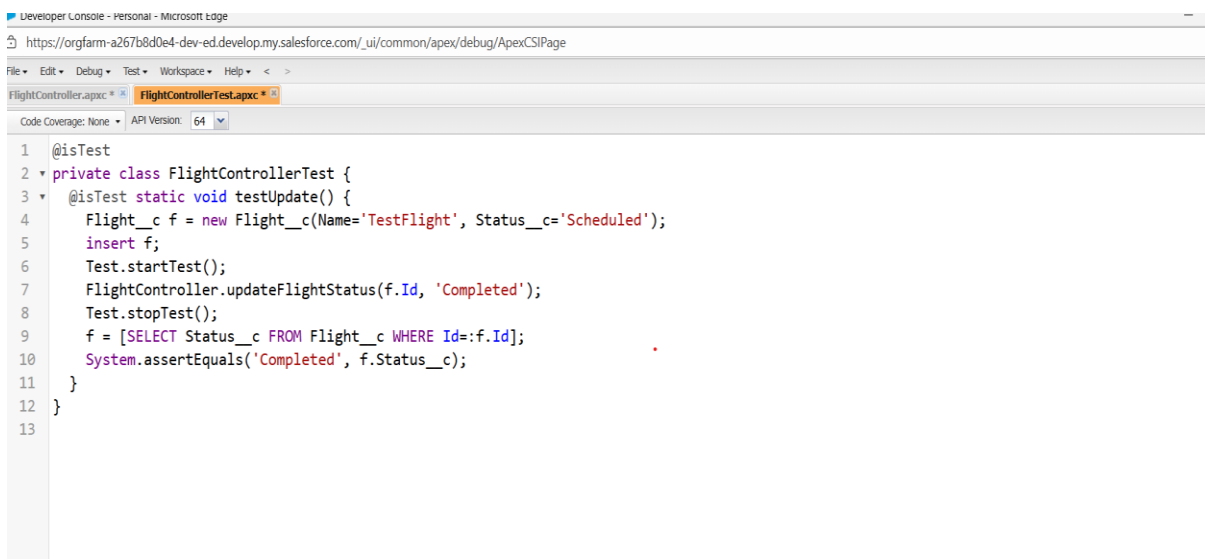 Developer Console - Personal - Microsoft Edge
https://orgfarm-a267b8d0e4-dev-ed.develop.my.salesforce.com/_ui/common/apex/debug/ApexCSIPage
File Edit Debug Test Workspace Help < >
FlightController.apxc * FlightControllerTest.apxc *
Code Coverage: None API Version: 64
1 @isTest
2 private class FlightControllerTest {
3 @isTest static void testUpdate() {
4 Flight__c f = new Flight__c(Name='TestFlight', Status__c='Scheduled');
5 insert f;
6 Test.startTest();
7 FlightController.updateFlightStatus(f.Id, 'Completed');
8 Test.stopTest();
9 f = [SELECT Status__c FROM Flight__c WHERE Id=:f.Id];
10 System.assertEquals('Completed', f.Status__c);
11 }
12 }
13